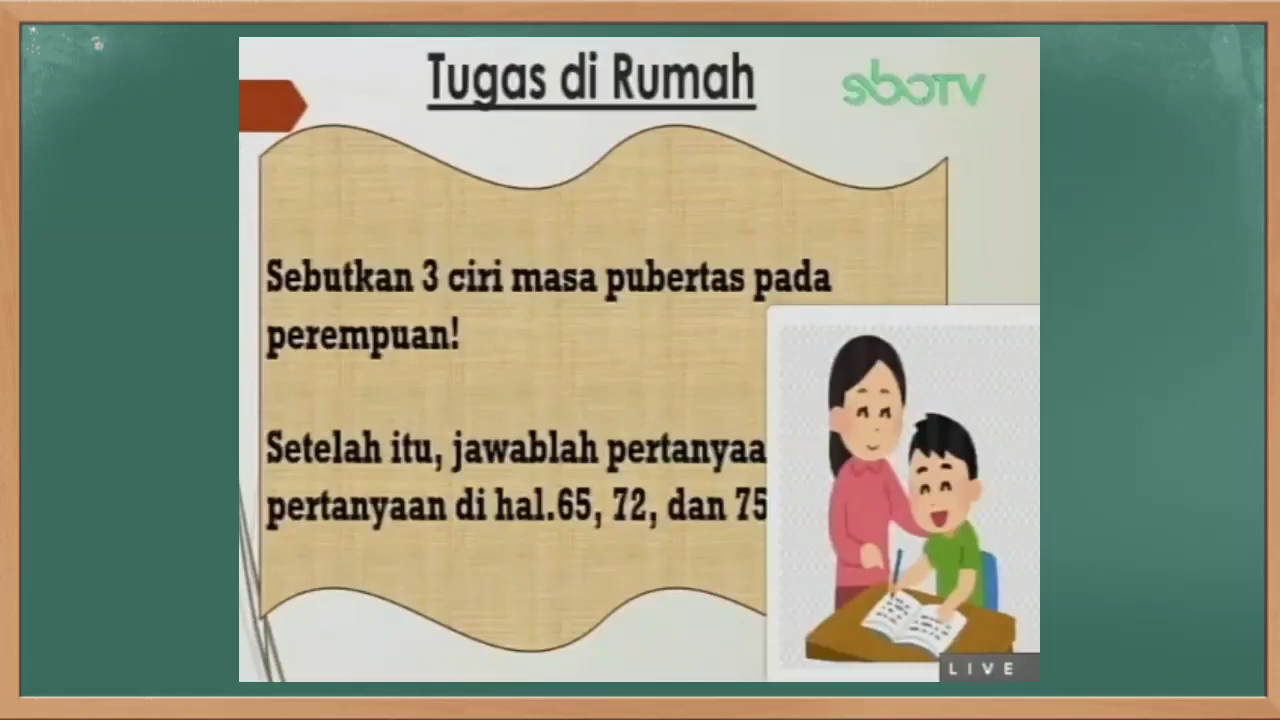 Tugas di Rumah
sbotv
Sebutkan 3 ciri masa pubertas pada
perempuan!
Setelah itu, jawablah pertanyaa
pertanyaan di hal.65, 72, dan 75
LIVE